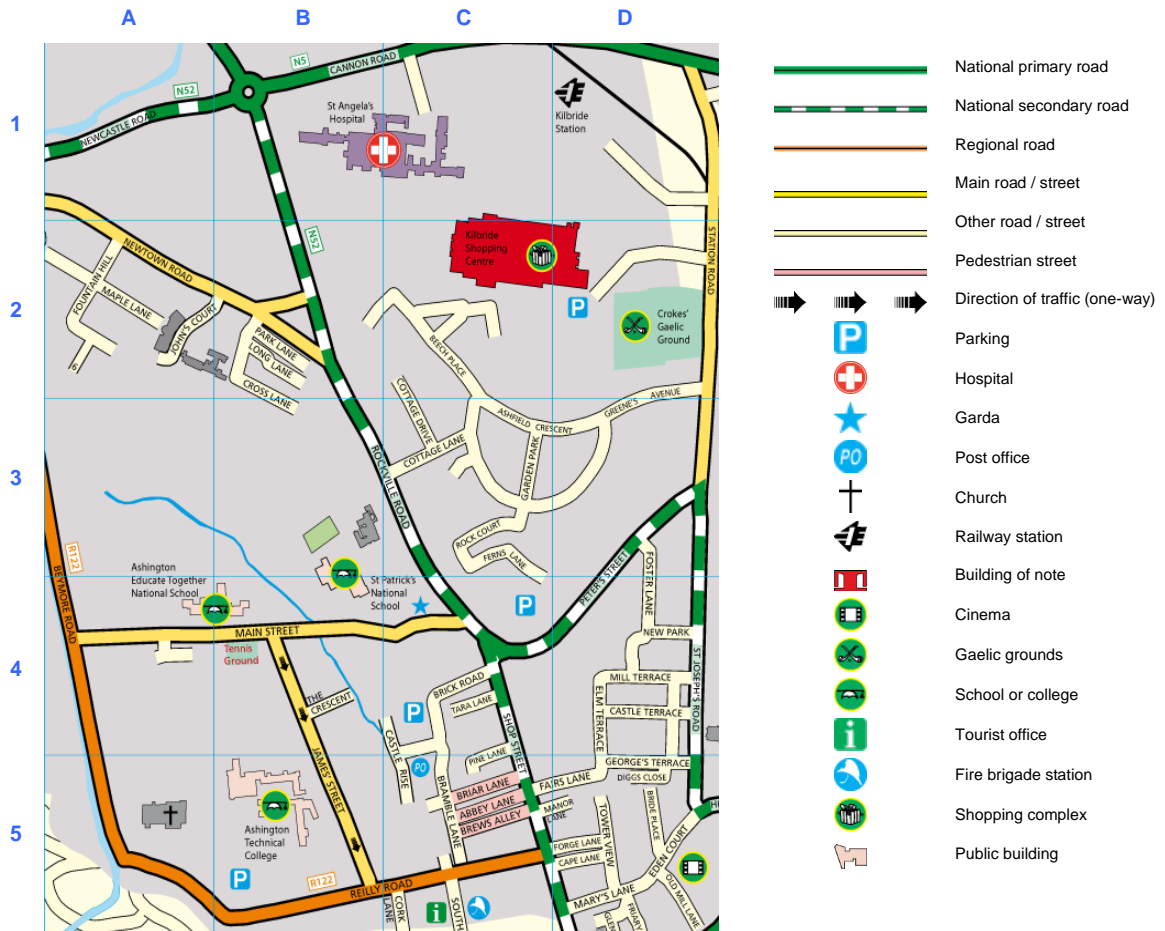 A B C D
1
2
3
4
5
N5
CANNON ROAD
N52
NEWCASTLE ROAD
St Angela's
Hospital
Kilbride
Station
N52
Kilbride
Shopping
Centre
STATION ROAD
NEWTOWN ROAD
FOUNTAIN HILL
MAPLE LANE
JOHN'S COURT
PARK LANE
LONG LANE
CROSS LANE
6
P
Crokes'
Gaelic
Ground
BEECH PLACE
COTTAGE DRIVE
COTTAGE LANE
ASHFIELD CRESCENT
GREENE'S AVENUE
GARDEN PARK
ROCKVILLE ROAD
ROCK COURT
FERNS LANE
R122
BEYMORE ROAD
Ashington
Educate Together
National School
St Patrick's
National
School
P
PETER'S STREET
FOSTER LANE
MAIN STREET
Tennis
Ground
NEW PARK
ST JOSEPH'S ROAD
THE
CRESCENT
BRICK ROAD
TARA LANE
P
MILL TERRACE
ELM TERRACE
CASTLE TERRACE
SHOP STREET
JAMES' STREET
CASTLE RISE
PO
PINE LANE
GEORGE'S TERRACE
DIGGS CLOSE
FAIRS LANE
BRIAR LANE
ABBEY LANE
BREWS ALLEY
BRAMBLE LANE
MANOR
LANE
TOWER VIEW
BRIDE PLACE
EDEN COURT
Ashington
Technical
College
P
R122
REILLY ROAD
FORGE LANE
CAPE LANE
MARY'S LANE
OLD MILL LANE
FRIARY
GLEN
CORK
LANE
SOUTH
i
National primary road
National secondary road
Regional road
Main road / street
Other road / street
Pedestrian street
Direction of traffic (one-way)
P Parking
Hospital
Garda
PO Post office
Church
Railway station
Building of note
Cinema
Gaelic grounds
School or college
i Tourist office
Fire brigade station
Shopping complex
Public building